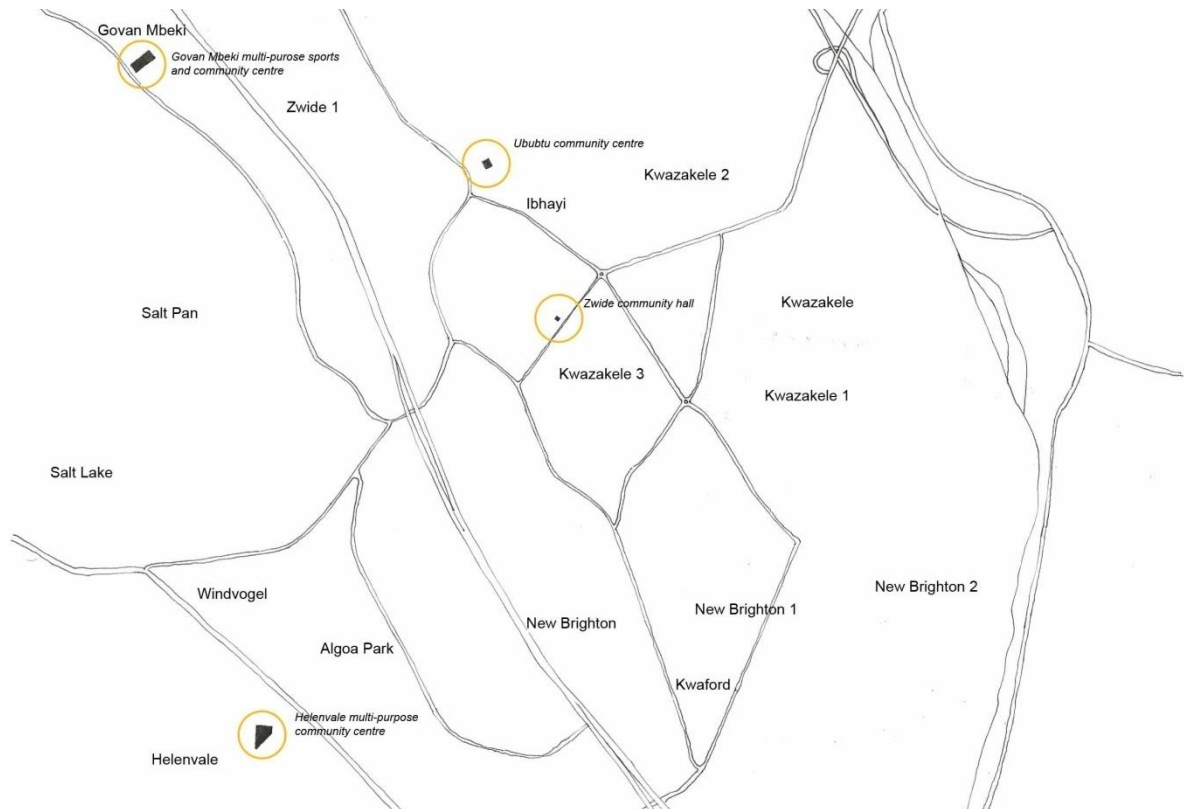 Govan Mbeki
Govan Mbeki multi-purose sports
and community centre
Zwide 1
Ububtu community centre
Kwazakele 2
Ibhayi
Salt Pan
Zwide community hall
Kwazakele
Kwazakele 3
Kwazakele 1
Salt Lake
Windvogel
New Brighton 2
New Brighton 1
New Brighton
Algoa Park
Kwaford
Helenvale multi-purpose
community centre
Helenvale